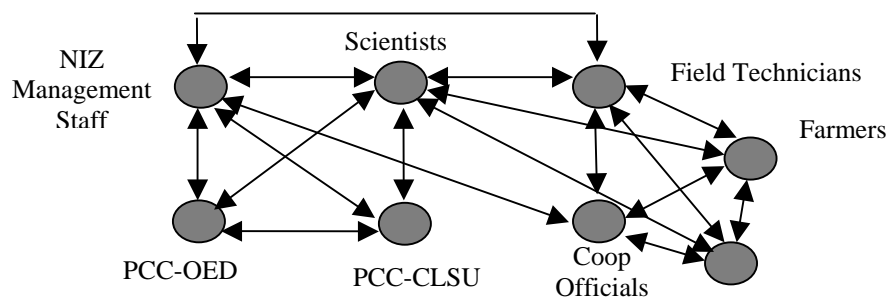 NIZ
Management
Staff
Scientists
Field Technicians
Farmers
PCC-OED
PCC-CLSU
Coop
Officials